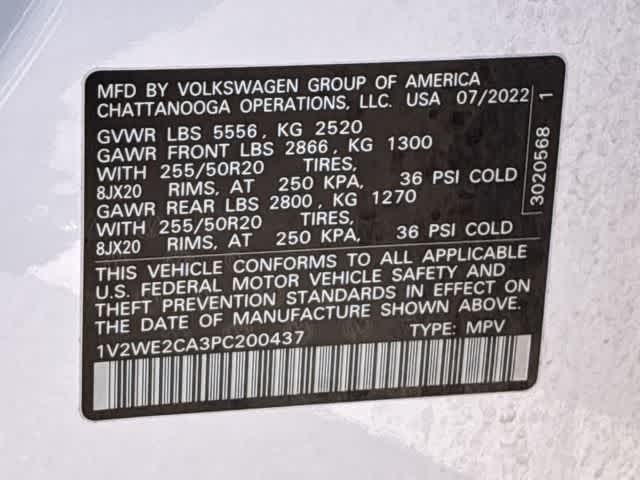 MFD BY VOLKSWAGEN GROUP OF AMERICA
CHATTANOOGA OPERATIONS, LLC. USA 07/2022
GVWR LBS 5556, KG 2520
GAWR FRONT LBS 2866, KG 1300
WITH 255/50R20 TIRES,
8JX20 RIMS, AT 250 KPA, 36 PSI COLD
GAWR REAR LBS 2800, KG 1270
WITH 255/50R20 TIRES,
8JX20 RIMS, AT 250 KPA, 36 PSI COLD
THIS VEHICLE CONFORMS TO ALL APPLICABLE
U.S. FEDERAL MOTOR VEHICLE SAFETY AND
THEFT PREVENTION STANDARDS IN EFFECT ON
THE DATE OF MANUFACTURE SHOWN ABOVE.
1V2WE2CA3PC200437 TYPE: MPV
3020568 1